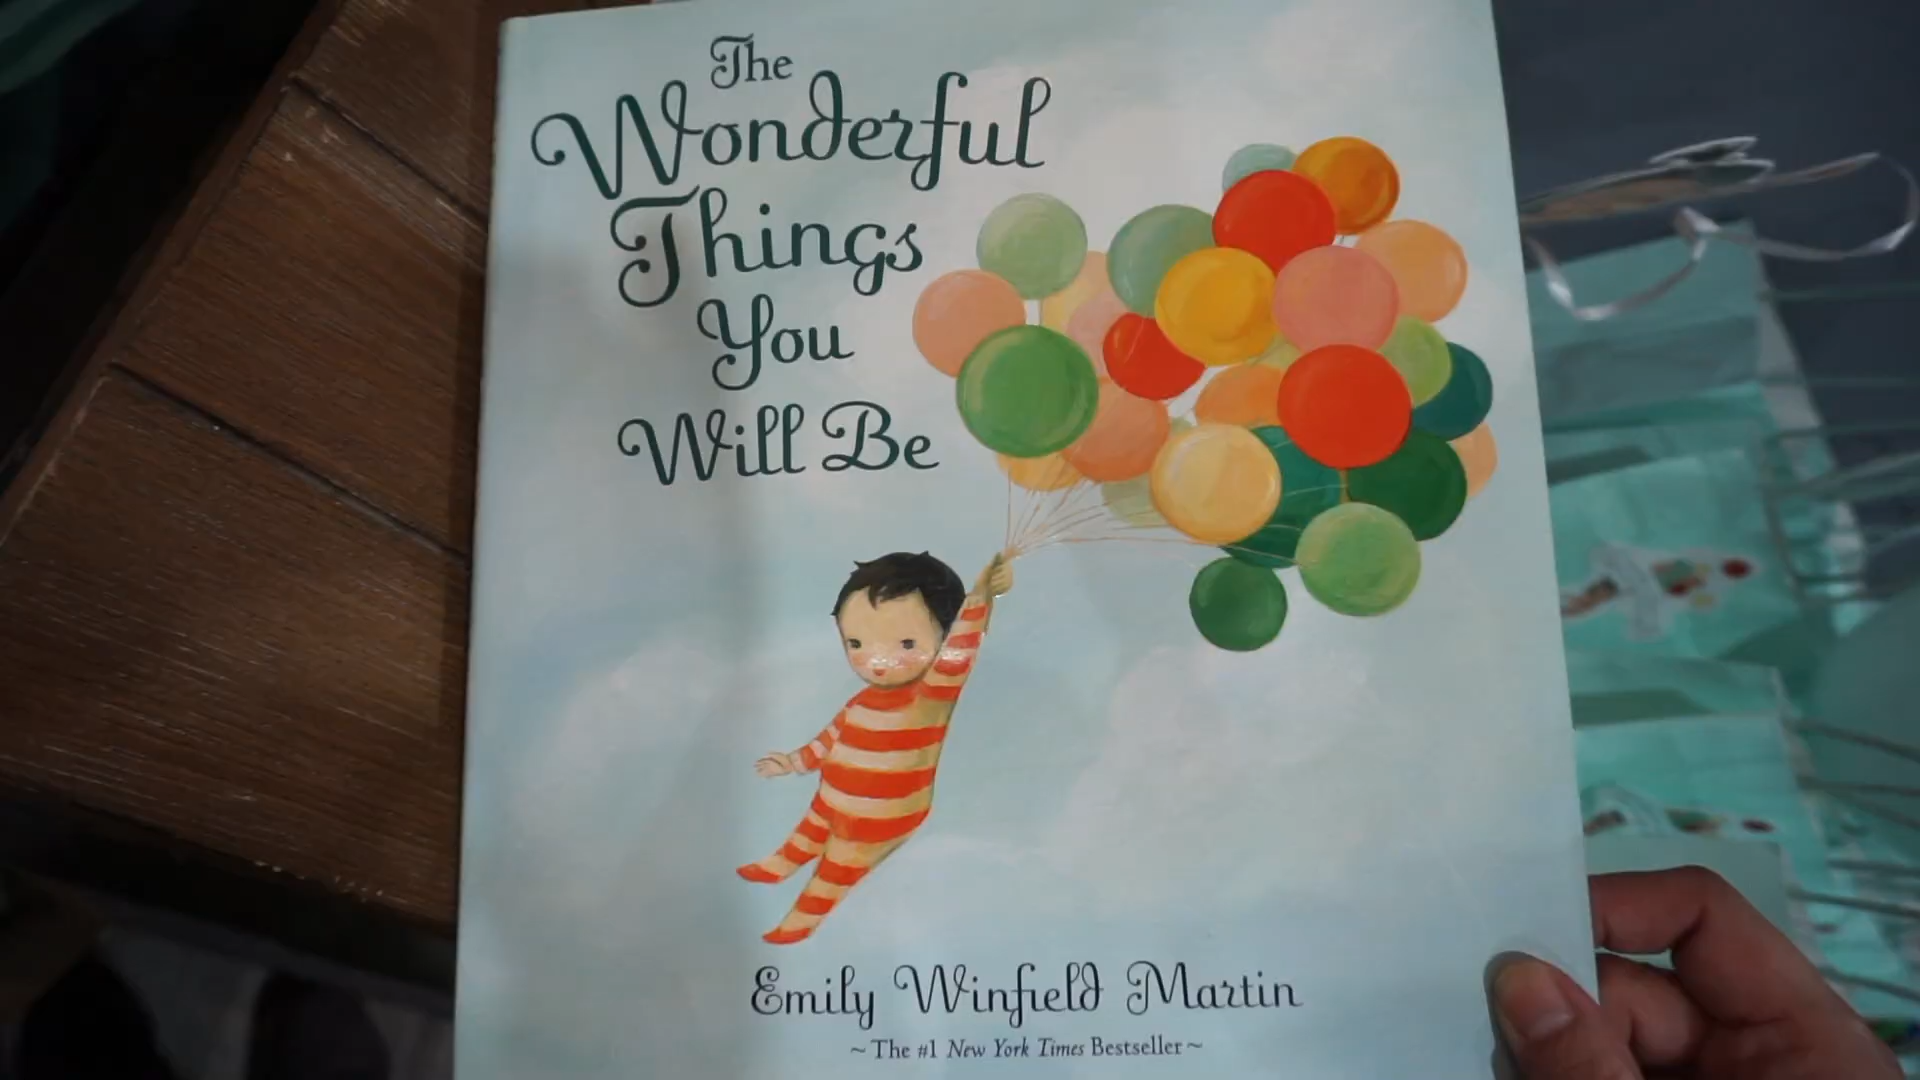 The
Wonderful
Things
You
Will Be
Emily Winfield Martin
~ The #1 New York Times Bestseller ~